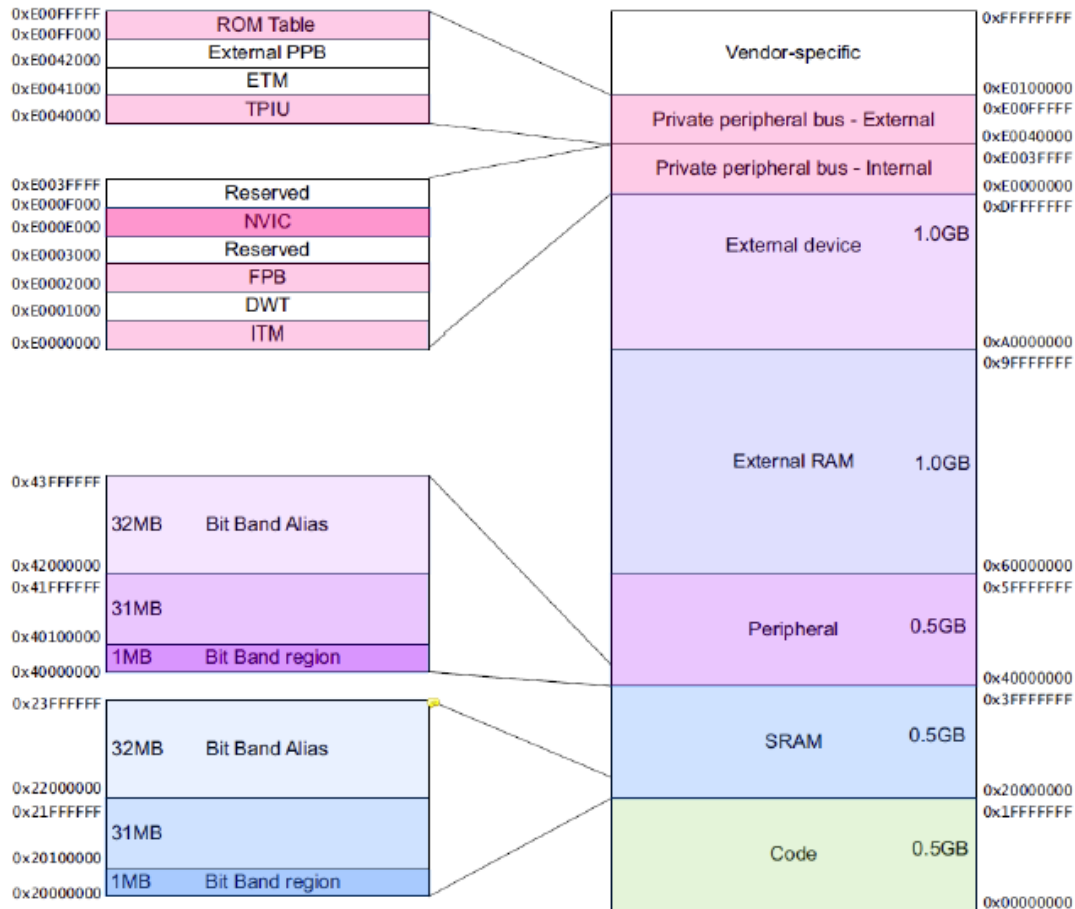 0xE00FFFFF
ROM Table
0xE00FF000
External PPB
0xE0042000
ETM
0xE0041000
TPIU
0xE0040000
0xE003FFFF
Reserved
0xE000F000
NVIC
0xE000E000
Reserved
0xE0003000
FPB
0xE0002000
DWT
0xE0001000
ITM
0xE0000000
0x43FFFFFF
32MB Bit Band Alias
0x42000000
0x41FFFFFF
31MB
0x40100000
1MB Bit Band region
0x40000000
0x23FFFFFF
32MB Bit Band Alias
0x22000000
0x21FFFFFF
31MB
0x20100000
1MB Bit Band region
0x20000000
0xFFFFFFFF
Vendor-specific
0xE0100000
0xE00FFFFF
Private peripheral bus - External
0xE0040000
0xE003FFFF
Private peripheral bus - Internal
0xE0000000
0xDFFFFFFF
External device 1.0GB
0xA0000000
0x9FFFFFFF
External RAM 1.0GB
0x60000000
0x5FFFFFFF
Peripheral 0.5GB
0x40000000
0x3FFFFFFF
SRAM 0.5GB
0x20000000
0x1FFFFFFF
Code 0.5GB
0x00000000